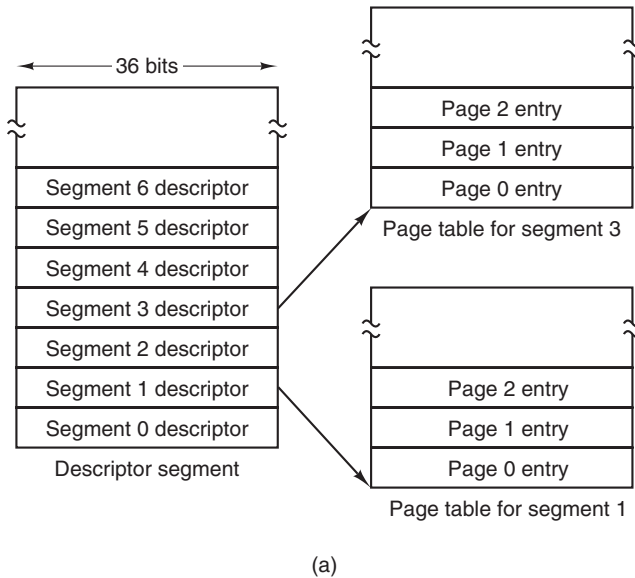 36 bits
Segment 6 descriptor
Segment 5 descriptor
Segment 4 descriptor
Segment 3 descriptor
Segment 2 descriptor
Segment 1 descriptor
Segment 0 descriptor
Descriptor segment
Page 2 entry
Page 1 entry
Page 0 entry
Page table for segment 3
Page 2 entry
Page 1 entry
Page 0 entry
Page table for segment 1
(a)